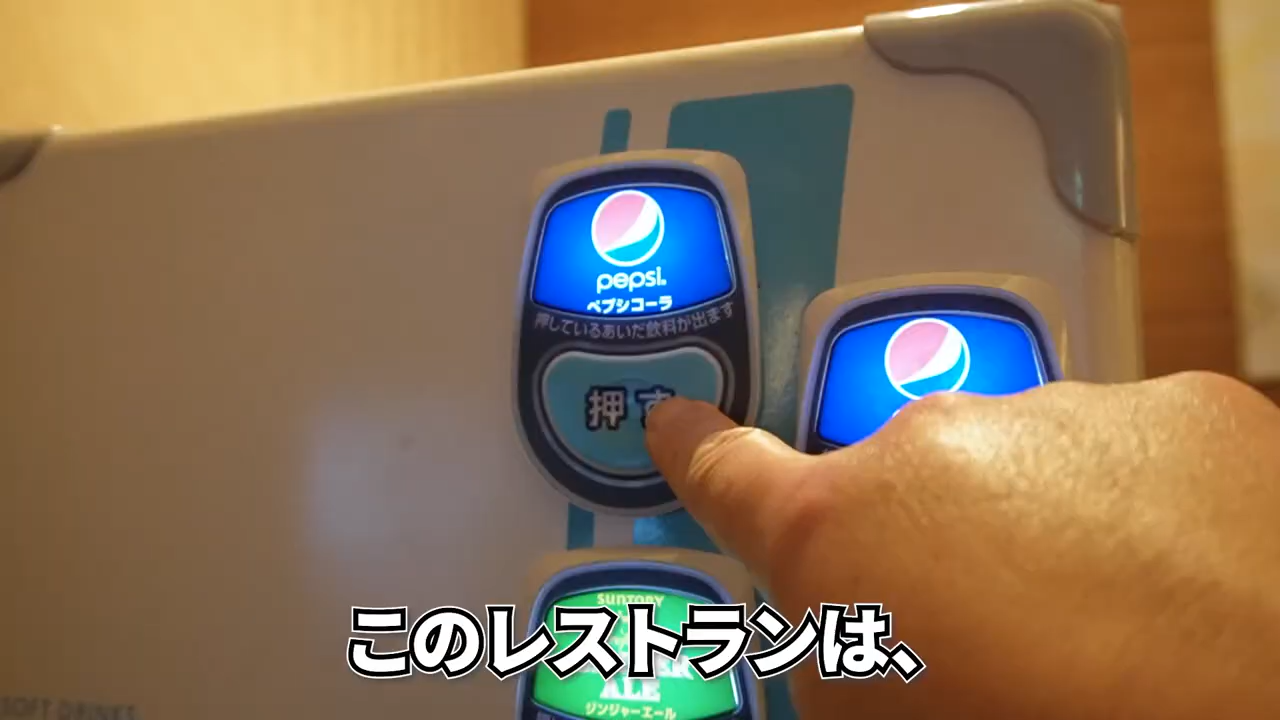 pepsi.
ペプシコーラ
押しているあいだ飲料が出ます
押す
SUNTORY
ALE
ジンジャーエール
このレストランは、
SOFT DRINKS